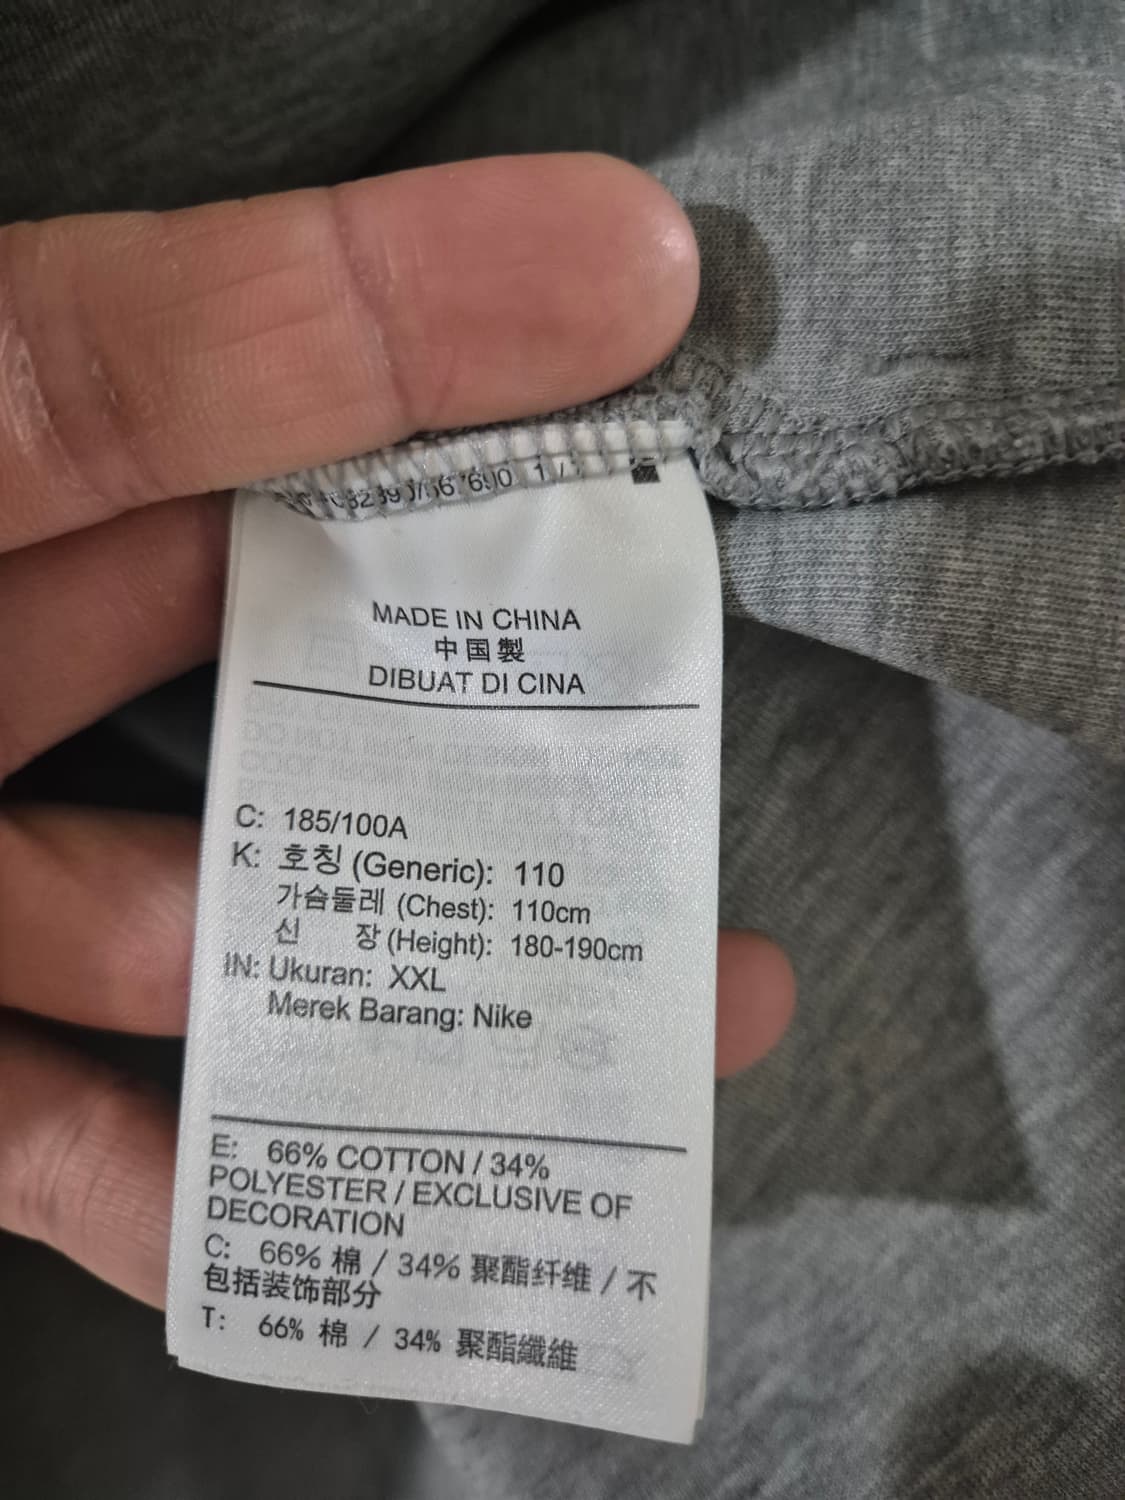 MADE IN CHINA
中国製
DIBUAT DI CINA
C: 185/100A
K: 호칭 (Generic): 110
가슴둘레 (Chest): 110cm
신 장 (Height): 180-190cm
IN: Ukuran: XXL
Merek Barang: Nike
E: 66% COTTON / 34%
POLYESTER / EXCLUSIVE OF
DECORATION
C: 66% 棉 / 34% 聚酯纤维 / 不
包括装饰部分
T: 66% 棉 / 34% 聚酯纖維